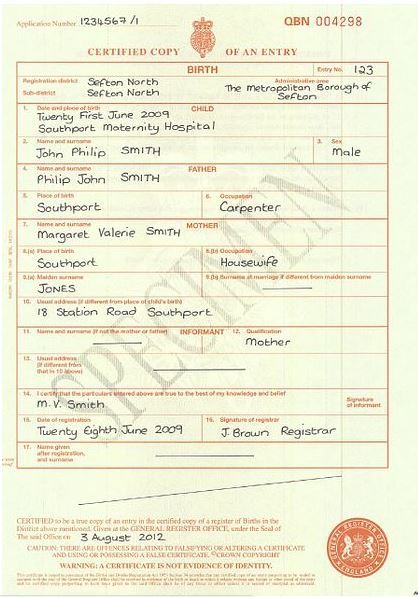 Application Number 1234567/1
QBN 004298
CERTIFIED COPY OF AN ENTRY
BIRTH
Entry No. 123
Registration district Sefton North
Administrative area
Sub-district Sefton North
The Metropolitan Borough of Sefton
1. Date and place of birth CHILD
Twenty First June 2009
Southport Maternity Hospital
2. Name and surname
3. Sex
John Philip SMITH
Male
4. Name and surname FATHER
Philip John SMITH
5. Place of birth
6. Occupation
Southport
Carpenter
7. Name and surname MOTHER
Margaret Valerie SMITH
8.(a) Place of birth
8.(b) Occupation
Southport
Housewife
9.(a) Maiden surname
9.(b) Surname at marriage if different from maiden surname
JONES
10. Usual address (if different from place of child's birth)
18 Station Road Southport
11. Name and surname (if not the mother or father) INFORMANT
12. Qualification
Mother
13. Usual address
(if different from
that in 10 above)
14. I certify that the particulars entered above are true to the best of my knowledge and belief
M.V. Smith
Signature
of informant
15. Date of registration
16. Signature of registrar
Twenty Eighth June 2009
J Brown Registrar
17. Name given
after registration,
and surname
SPECIMEN
CERTIFIED to be a true copy of an entry in the certified copy of a register of Births in the
District above mentioned. Given at the GENERAL REGISTER OFFICE, under the Seal of
The said Office on 3 August 2012
CAUTION: THERE ARE OFFENCES RELATING TO FALSIFYING OR ALTERING A CERTIFICATE
AND USING OR POSSESSING A FALSE CERTIFICATE. ©CROWN COPYRIGHT
WARNING: A CERTIFICATE IS NOT EVIDENCE OF IDENTITY.
GENERAL REGISTER OFFICE
ENGLAND